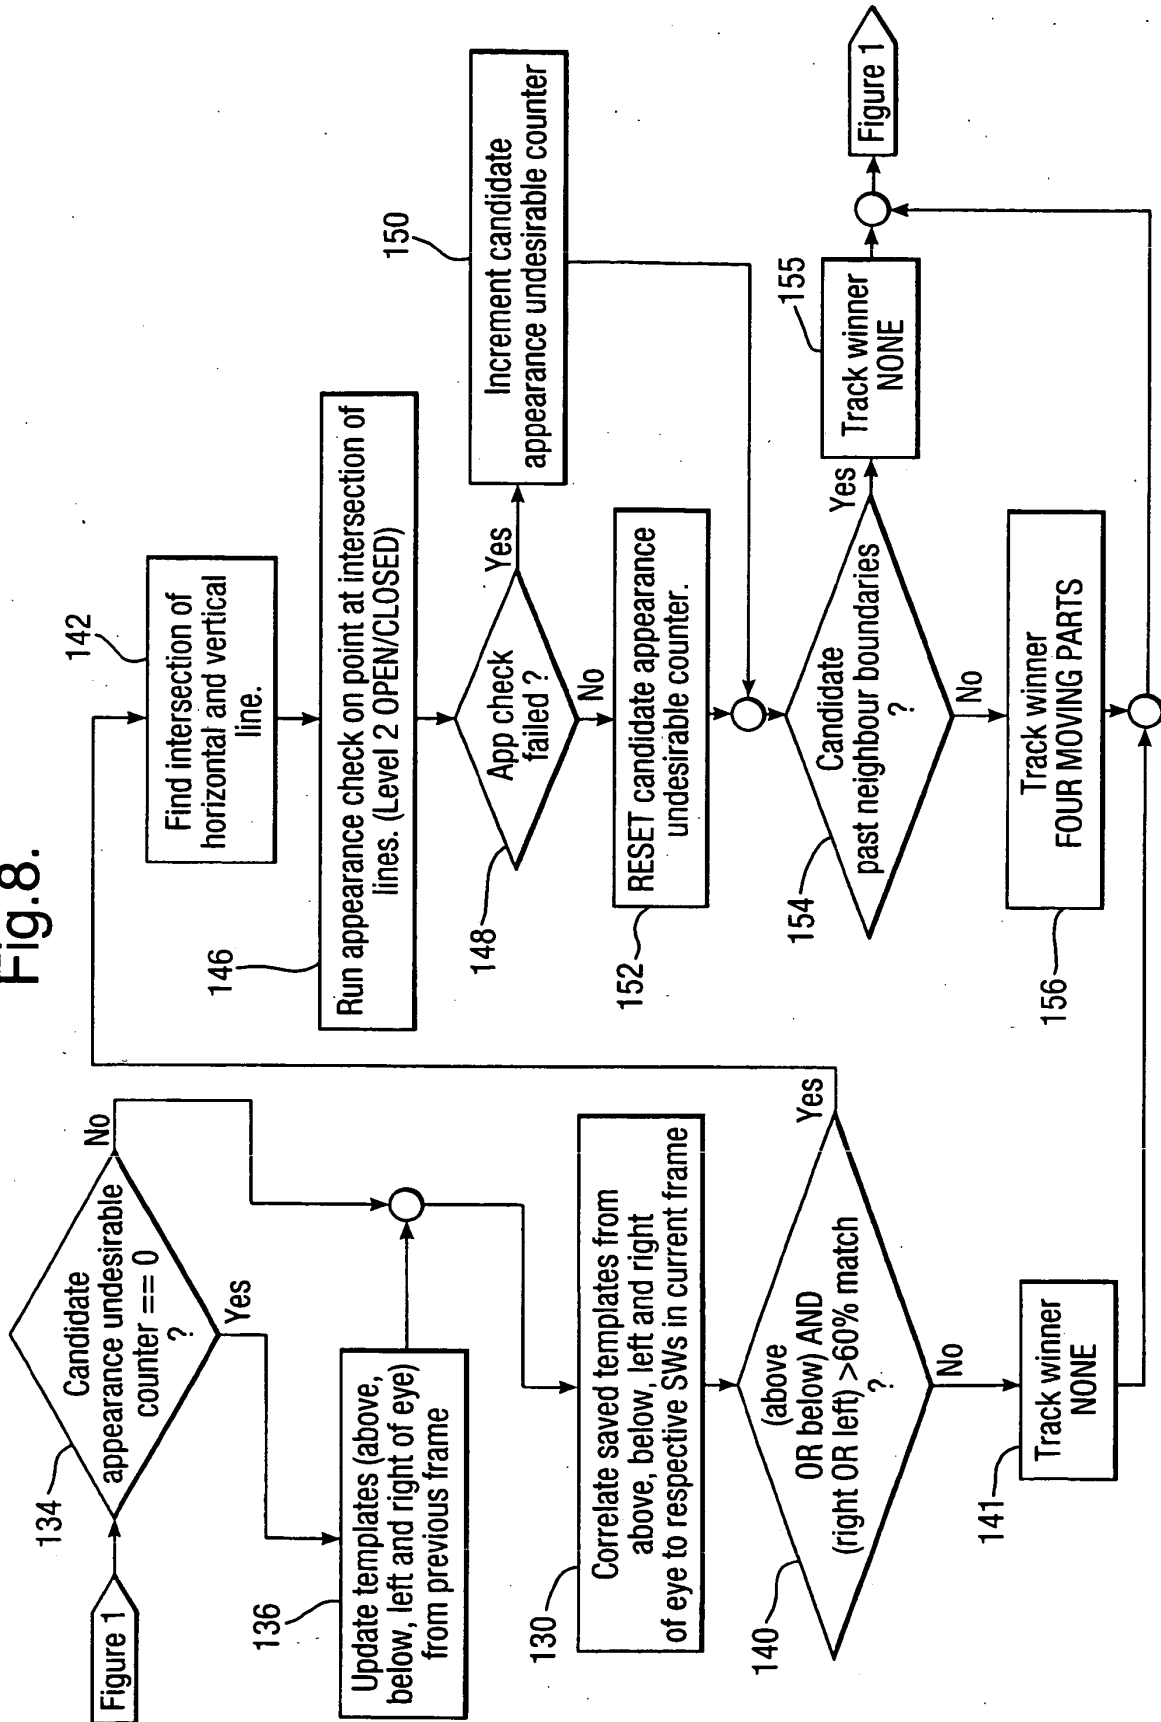 Fig.8.
Figure 1
134
Candidate
appearance undesirable
counter == 0
?
No
Yes
136
Update templates (above,
below, left and right of eye)
from previous frame
130
Correlate saved templates from
above, below, left and right
of eye to respective SWs in current frame
140
(above
OR below) AND
(right OR left) >60% match
?
Yes
No
141
Track winner
NONE
142
Find intersection of
horizontal and vertical
line.
146
Run appearance check on point at intersection of
lines. (Level 2 OPEN/CLOSED)
148
App check
failed ?
Yes
No
150
Increment candidate
appearance undesirable counter
152
RESET candidate appearance
undesirable counter.
154
Candidate
past neighbour boundaries
?
Yes
No
155
Track winner
NONE
156
Track winner
FOUR MOVING PARTS
Figure 1